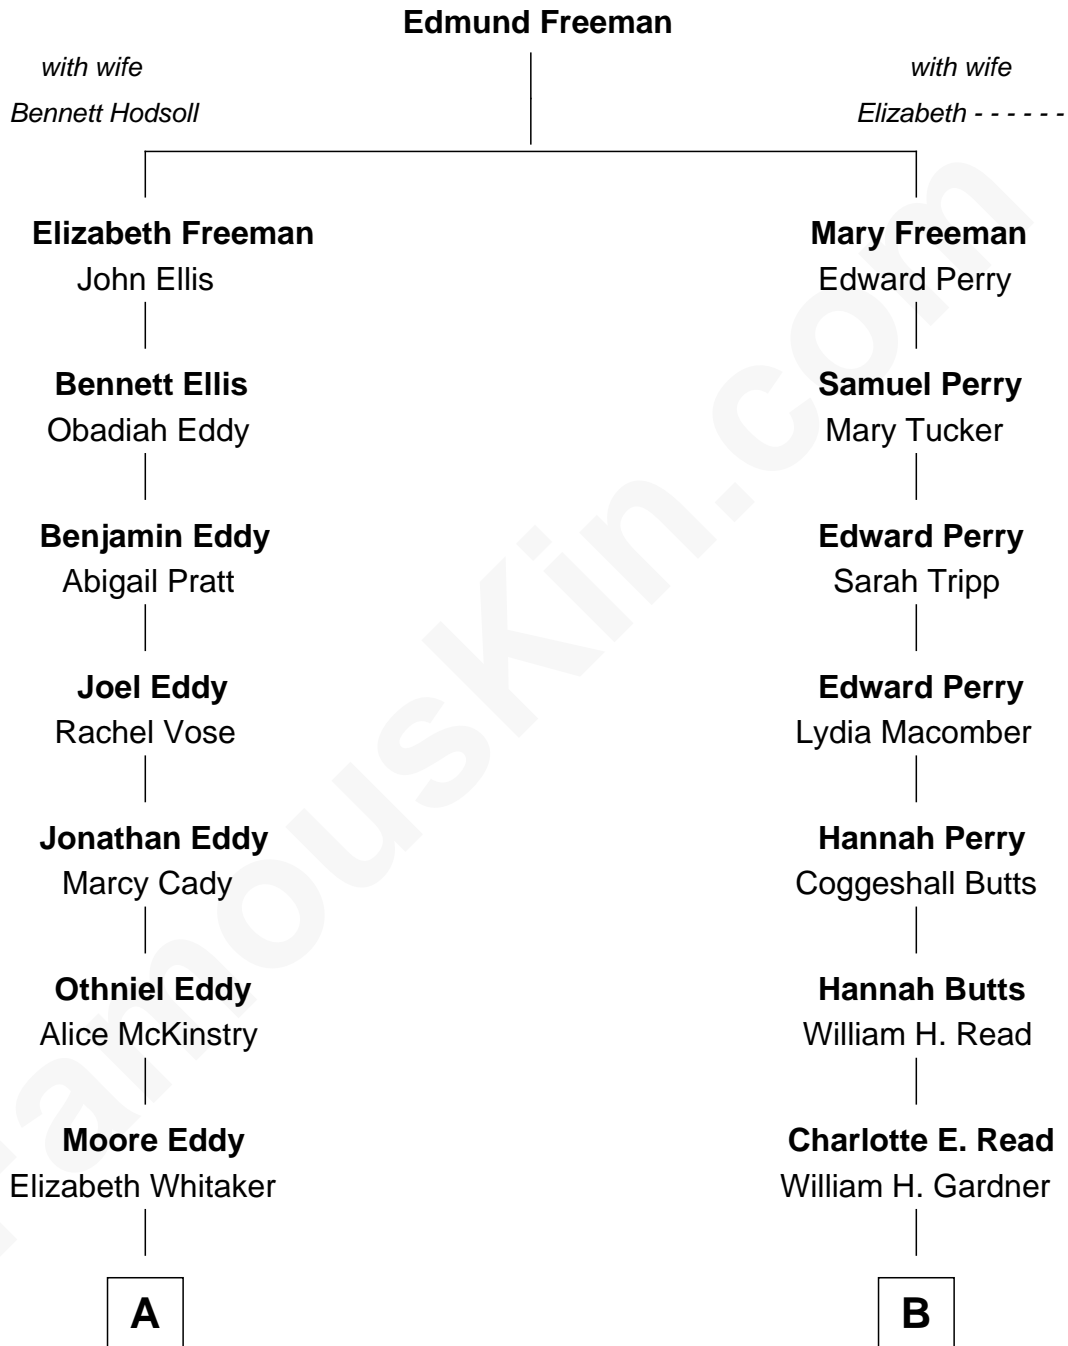 Edmund Freeman
with wife
Bennett Hodsoll
with wife
Elizabeth - - - - - -
Elizabeth Freeman
John Ellis
Mary Freeman
Edward Perry
Bennett Ellis
Obadiah Eddy
Samuel Perry
Mary Tucker
Benjamin Eddy
Abigail Pratt
Edward Perry
Sarah Tripp
Joel Eddy
Rachel Vose
Edward Perry
Lydia Macomber
Jonathan Eddy
Marcy Cady
Hannah Perry
Coggeshall Butts
Othniel Eddy
Alice McKinstry
Hannah Butts
William H. Read
Moore Eddy
Elizabeth Whitaker
Charlotte E. Read
William H. Gardner
A
B
FamousKin.com